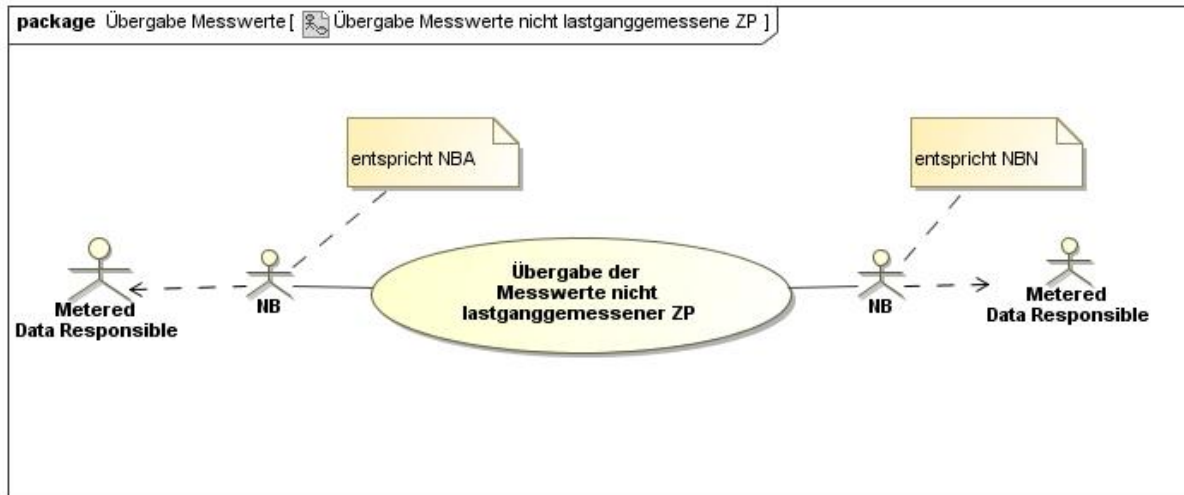 package Übergabe Messwerte [ Übergabe Messwerte nicht lastganggemessene ZP ]
entspricht NBA
entspricht NBN
Übergabe der
Messwerte nicht
lastganggemessener ZP
Metered
Data Responsible
NB
NB
Metered
Data Responsible